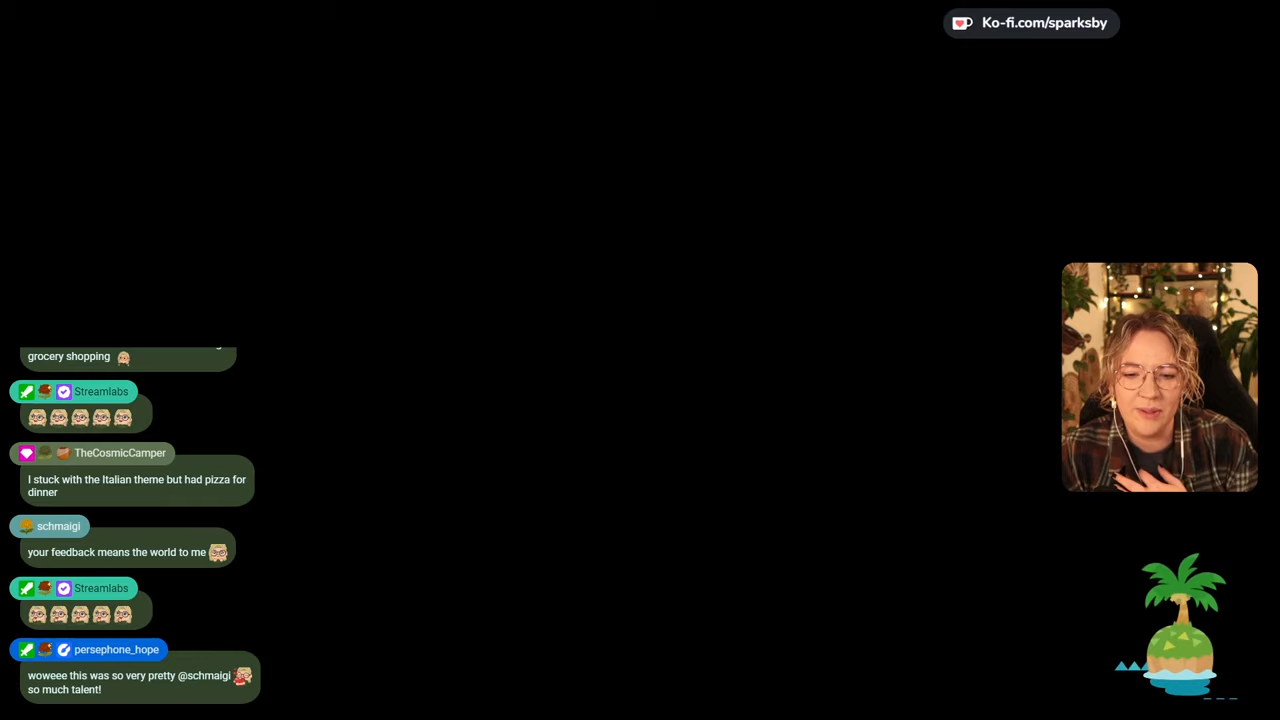 Ko-fi.com/sparksby
grocery shopping
Streamlabs
TheCosmicCamper
I stuck with the Italian theme but had pizza for
dinner
schmaigi
your feedback means the world to me
Streamlabs
persephone_hope
woweee this was so very pretty @schmaigi
so much talent!